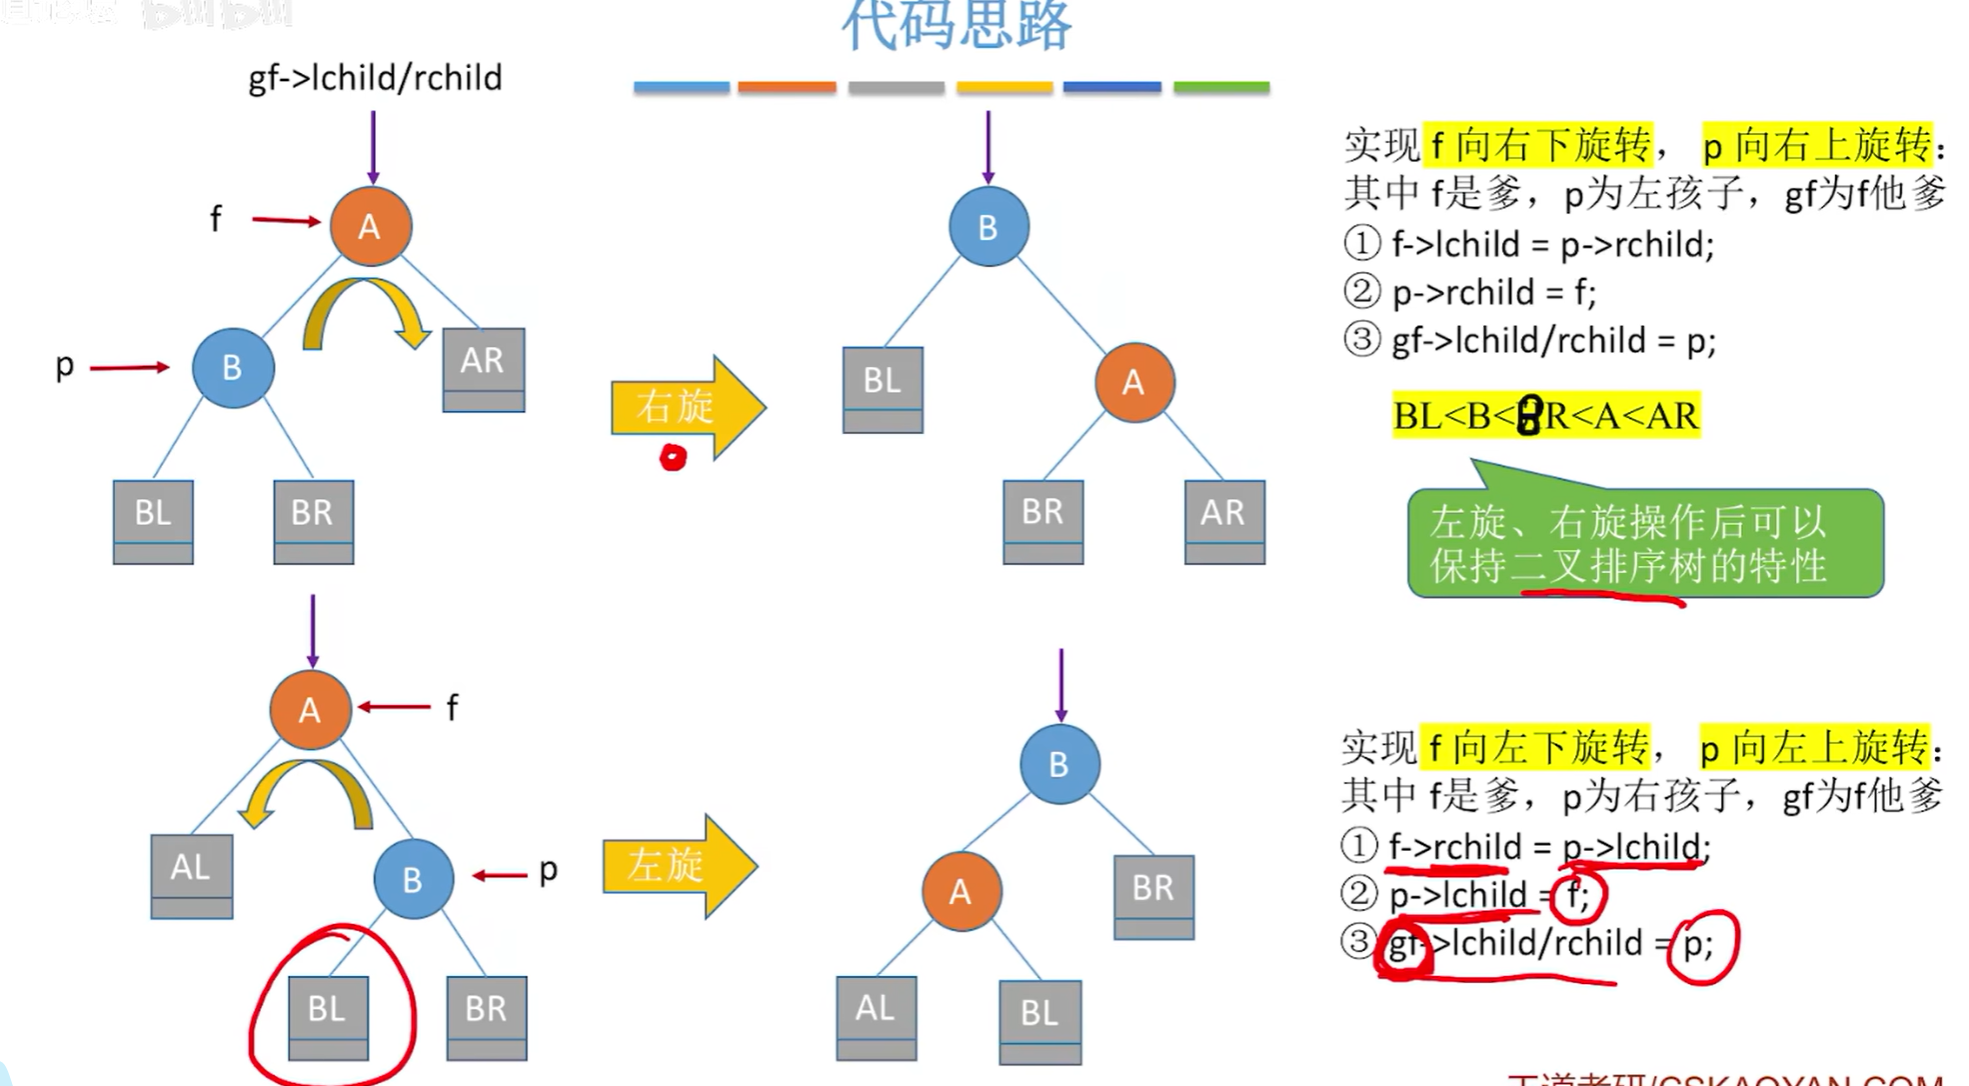 代码思路
gf->lchild/rchild
f
A
p
B
AR
BL
BR
右旋
B
BL
A
BR
AR
实现 f 向右下旋转， p 向右上旋转：
其中 f是爹，p为左孩子，gf为f他爹
① f->lchild = p->rchild;
② p->rchild = f;
③ gf->lchild/rchild = p;
BL<B<BR<A<AR
左旋、右旋操作后可以
保持二叉排序树的特性
A
f
AL
B
p
BL
BR
左旋
B
A
BR
AL
BL
实现 f 向左下旋转， p 向左上旋转：
其中 f是爹，p为右孩子，gf为f他爹
① f->rchild = p->lchild;
② p->lchild = f;
③ gf->lchild/rchild = p;
王道考研/CSKAOYAN.COM